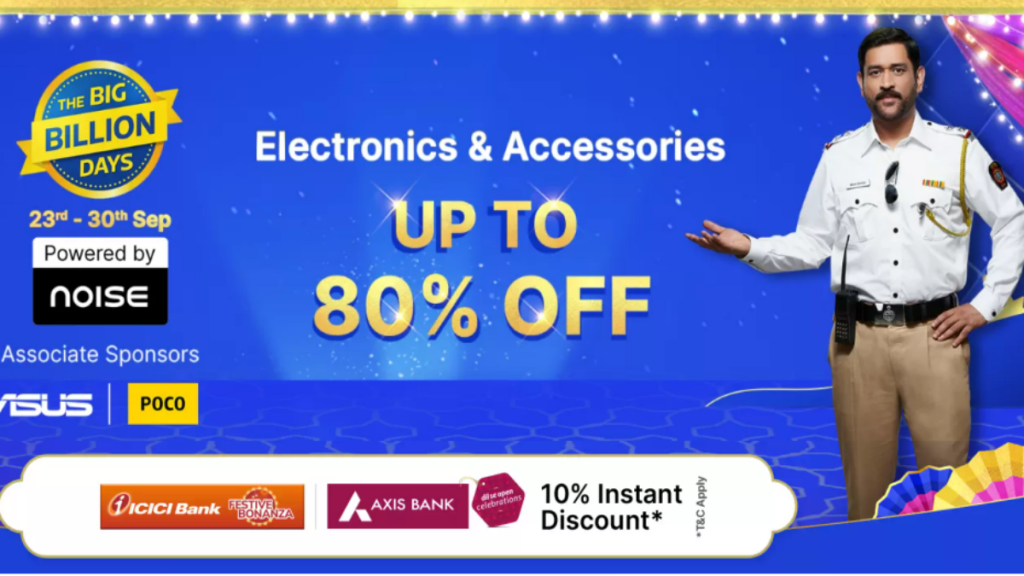 THE BIG
BILLION
DAYS
23rd - 30th Sep
Powered by
NOISE
Associate Sponsors
ASUS
POCO
Electronics & Accessories
UP TO
80% OFF
ICICI Bank
FESTIVE
BONANZA
AXIS BANK
dil se open
celebrations
10% Instant
Discount*
*T&C Apply